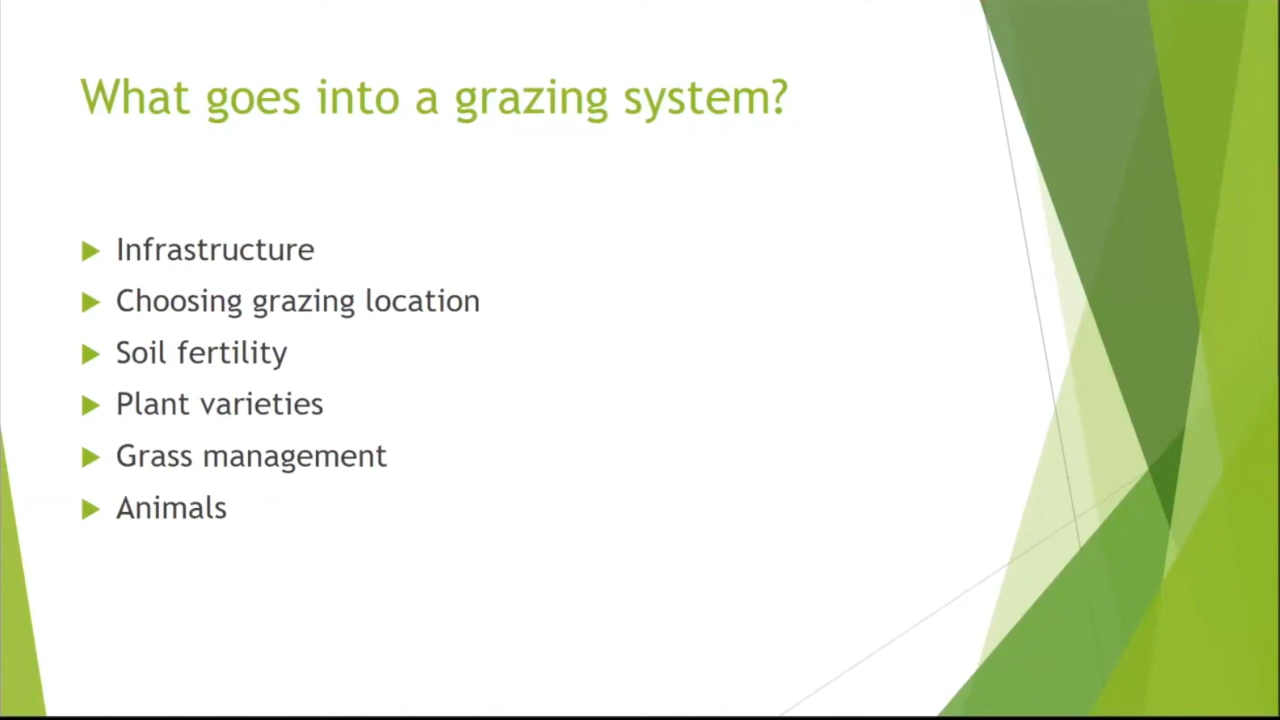 What goes into a grazing system?
Infrastructure
Choosing grazing location
Soil fertility
Plant varieties
Grass management
Animals